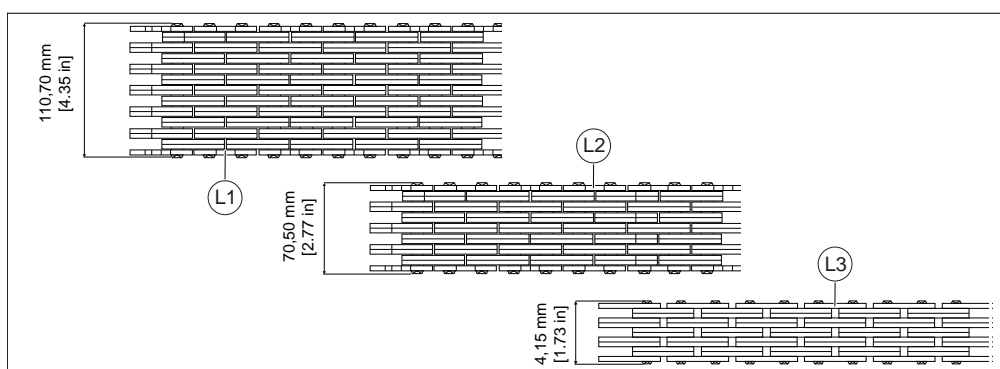 110,70 mm
[4.35 in]
L1
L2
70,50 mm
[2.77 in]
L3
4,15 mm
[1.73 in]